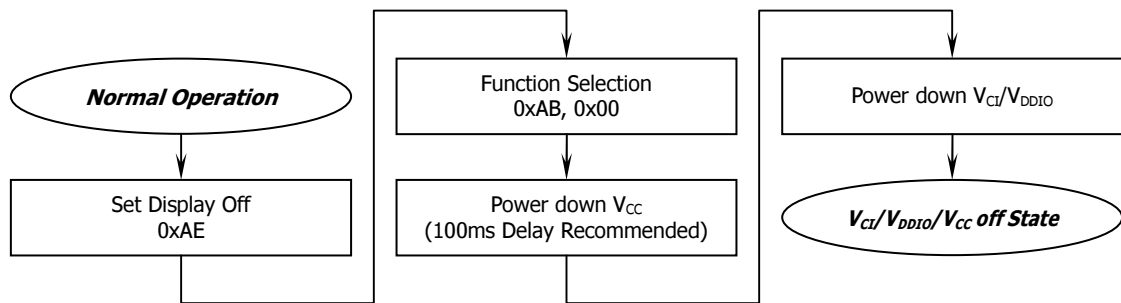 Normal Operation
Set Display Off
0xAE
Function Selection
0xAB, 0x00
Power down VCC
(100ms Delay Recommended)
Power down VCI/VDDIO
VCI/VDDIO/VCC off State